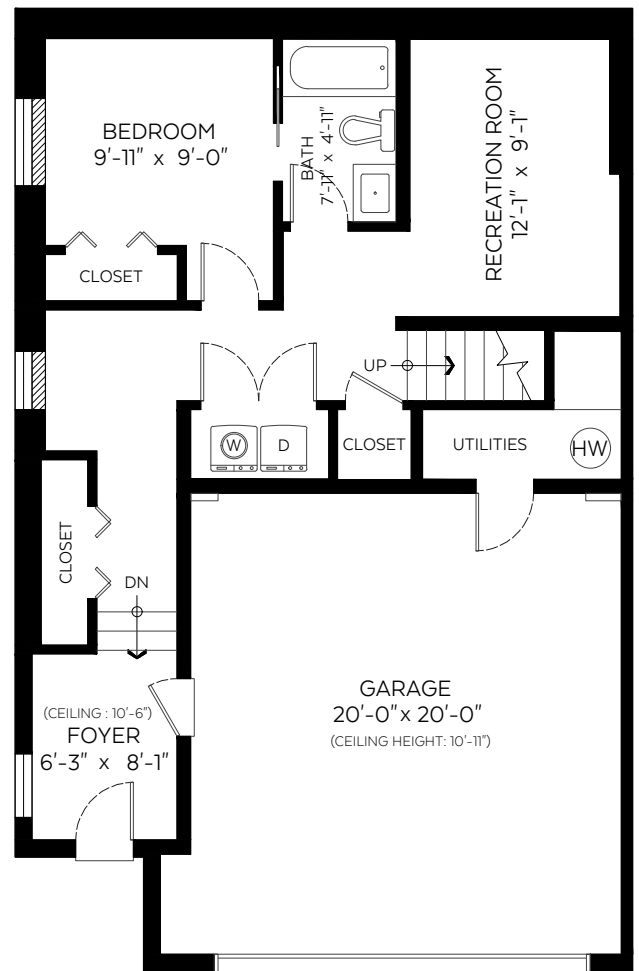 BEDROOM
9'-11" x 9'-0"
BATH
7'-11" x 4'-11"
RECREATION ROOM
12'-1" x 9'-1"
CLOSET
UP
W
D
CLOSET
UTILITIES
HW
CLOSET
DN
(CEILING : 10'-6")
FOYER
6'-3" x 8'-1"
GARAGE
20'-0" x 20'-0"
(CEILING HEIGHT: 10'-11")